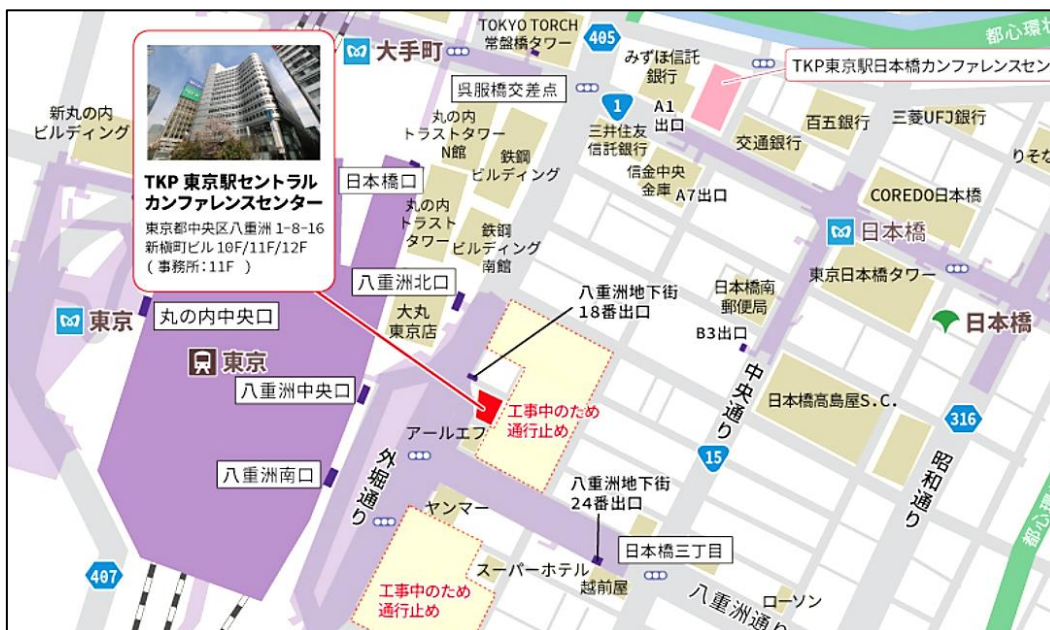 TKP 東京駅セントラル
カンファレンスセンター
東京都中央区八重洲 1-8-16
新槇町ビル 10F/11F/12F
( 事務所:11F )
大手町
TOKYO TORCH
常盤橋タワー
405
都心環状
みずほ信託
銀行
TKP東京駅日本橋カンファレンスセン
呉服橋交差点
1
A1
出口
新丸の内
ビルディング
丸の内
トラストタワー
N館
鉄鋼
ビルディング
三井住友
信託銀行
交通銀行
百五銀行
三菱UFJ銀行
りそな
信金中央
金庫
A7出口
日本橋口
COREDO日本橋
丸の内
トラスト
タワー
鉄鋼
ビルディング
南館
日本橋
東京日本橋タワー
八重洲北口
八重洲地下街
18番出口
日本橋南
郵便局
B3出口
日本橋
東京
丸の内中央口
大丸
東京店
東京
八重洲中央口
工事中のため
通行止め
アールエフ
中央通り
日本橋髙島屋S.C.
316
15
昭和通り
八重洲南口
外堀通り
八重洲地下街
24番出口
ヤンマー
日本橋三丁目
スーパーホテル
越前屋
407
工事中のため
通行止め
八重洲通り
ローソン
都心環